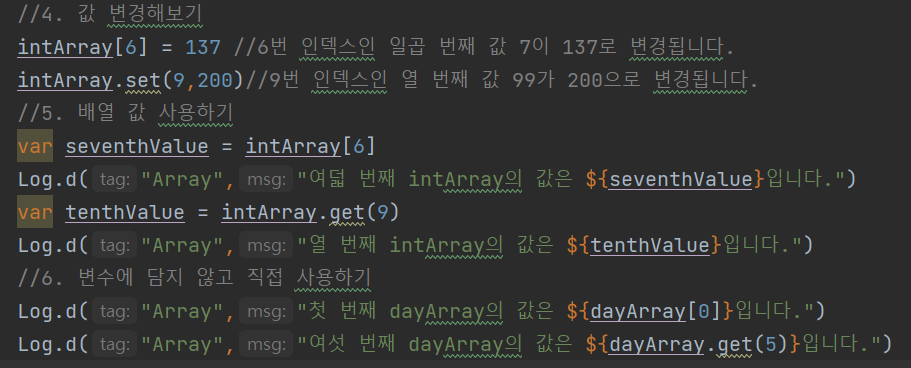 //4. 값 변경해보기
intArray[6] = 137 //6번 인덱스인 일곱 번째 값 7이 137로 변경됩니다.
intArray.set(9,200)//9번 인덱스인 열 번째 값 99가 200으로 변경됩니다.
//5. 배열 값 사용하기
var seventhValue = intArray[6]
Log.d( tag: "Array", msg: "여덟 번째 intArray의 값은 ${seventhValue}입니다.")
var tenthValue = intArray.get(9)
Log.d( tag: "Array", msg: "열 번째 intArray의 값은 ${tenthValue}입니다.")
//6. 변수에 담지 않고 직접 사용하기
Log.d( tag: "Array", msg: "첫 번째 dayArray의 값은 ${dayArray[0]}입니다.")
Log.d( tag: "Array", msg: "여섯 번째 dayArray의 값은 ${dayArray.get(5)}입니다.")